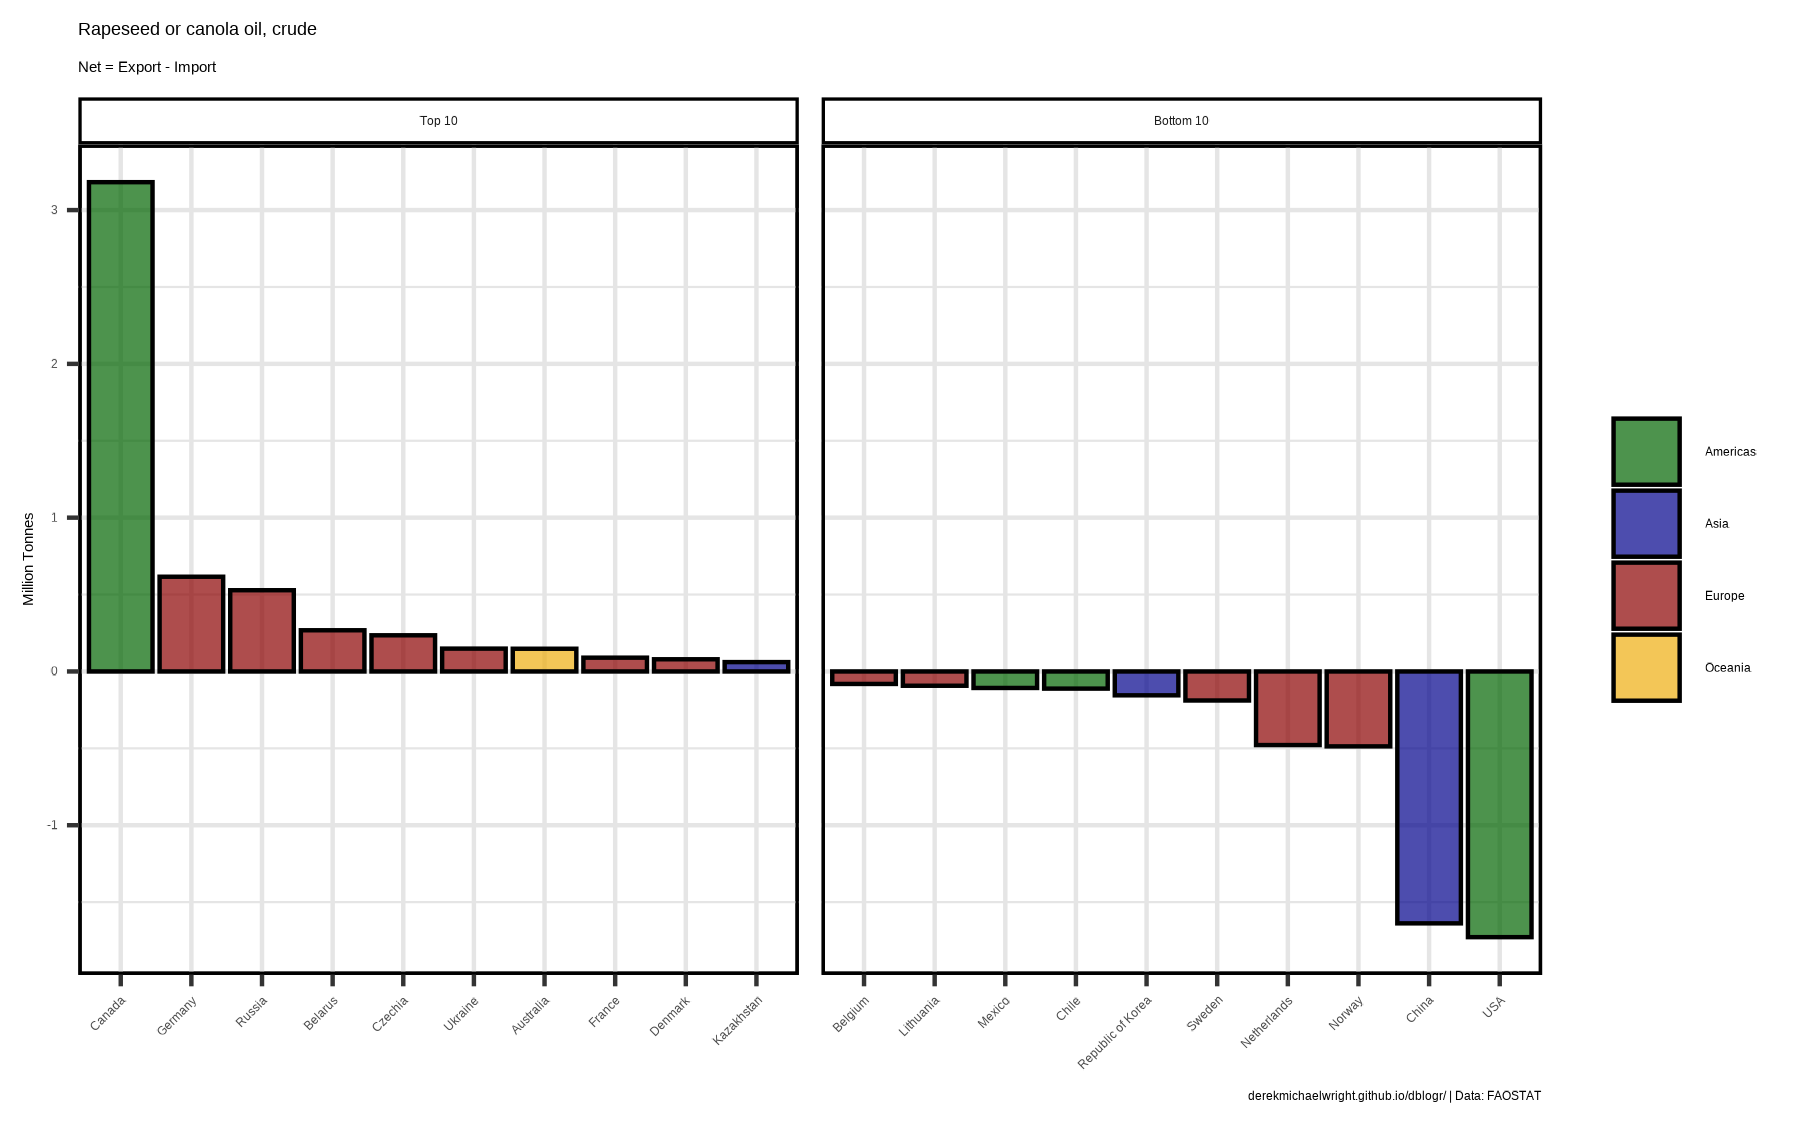 Rapeseed or canola oil, crude
Net = Export - Import
Top 10
Bottom 10
Million Tonnes
3
2
1
0
-1
Canada
Germany
Russia
Belarus
Czechia
Ukraine
Australia
France
Denmark
Kazakhstan
Belgium
Lithuania
Mexico
Chile
Republic of Korea
Sweden
Netherlands
Norway
China
USA
Americas
Asia
Europe
Oceania
derekmichaelwright.github.io/dblogr/ | Data: FAOSTAT